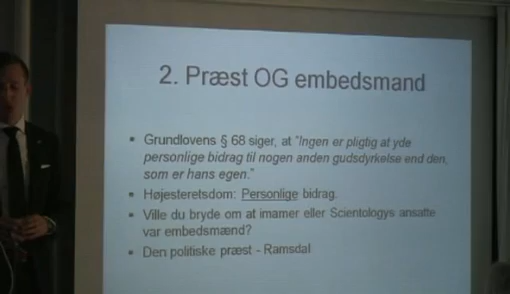 2. Præst OG embedsmand
Grundlovens § 68 siger, at "Ingen er pligtig at yde
personlige bidrag til nogen anden gudsdyrkelse end den,
som er hans egen."
Højesteretsdom: Personlige bidrag.
Ville du bryde om at imamer eller Scientologys ansatte
var embedsmænd?
Den politiske præst - Ramsdal